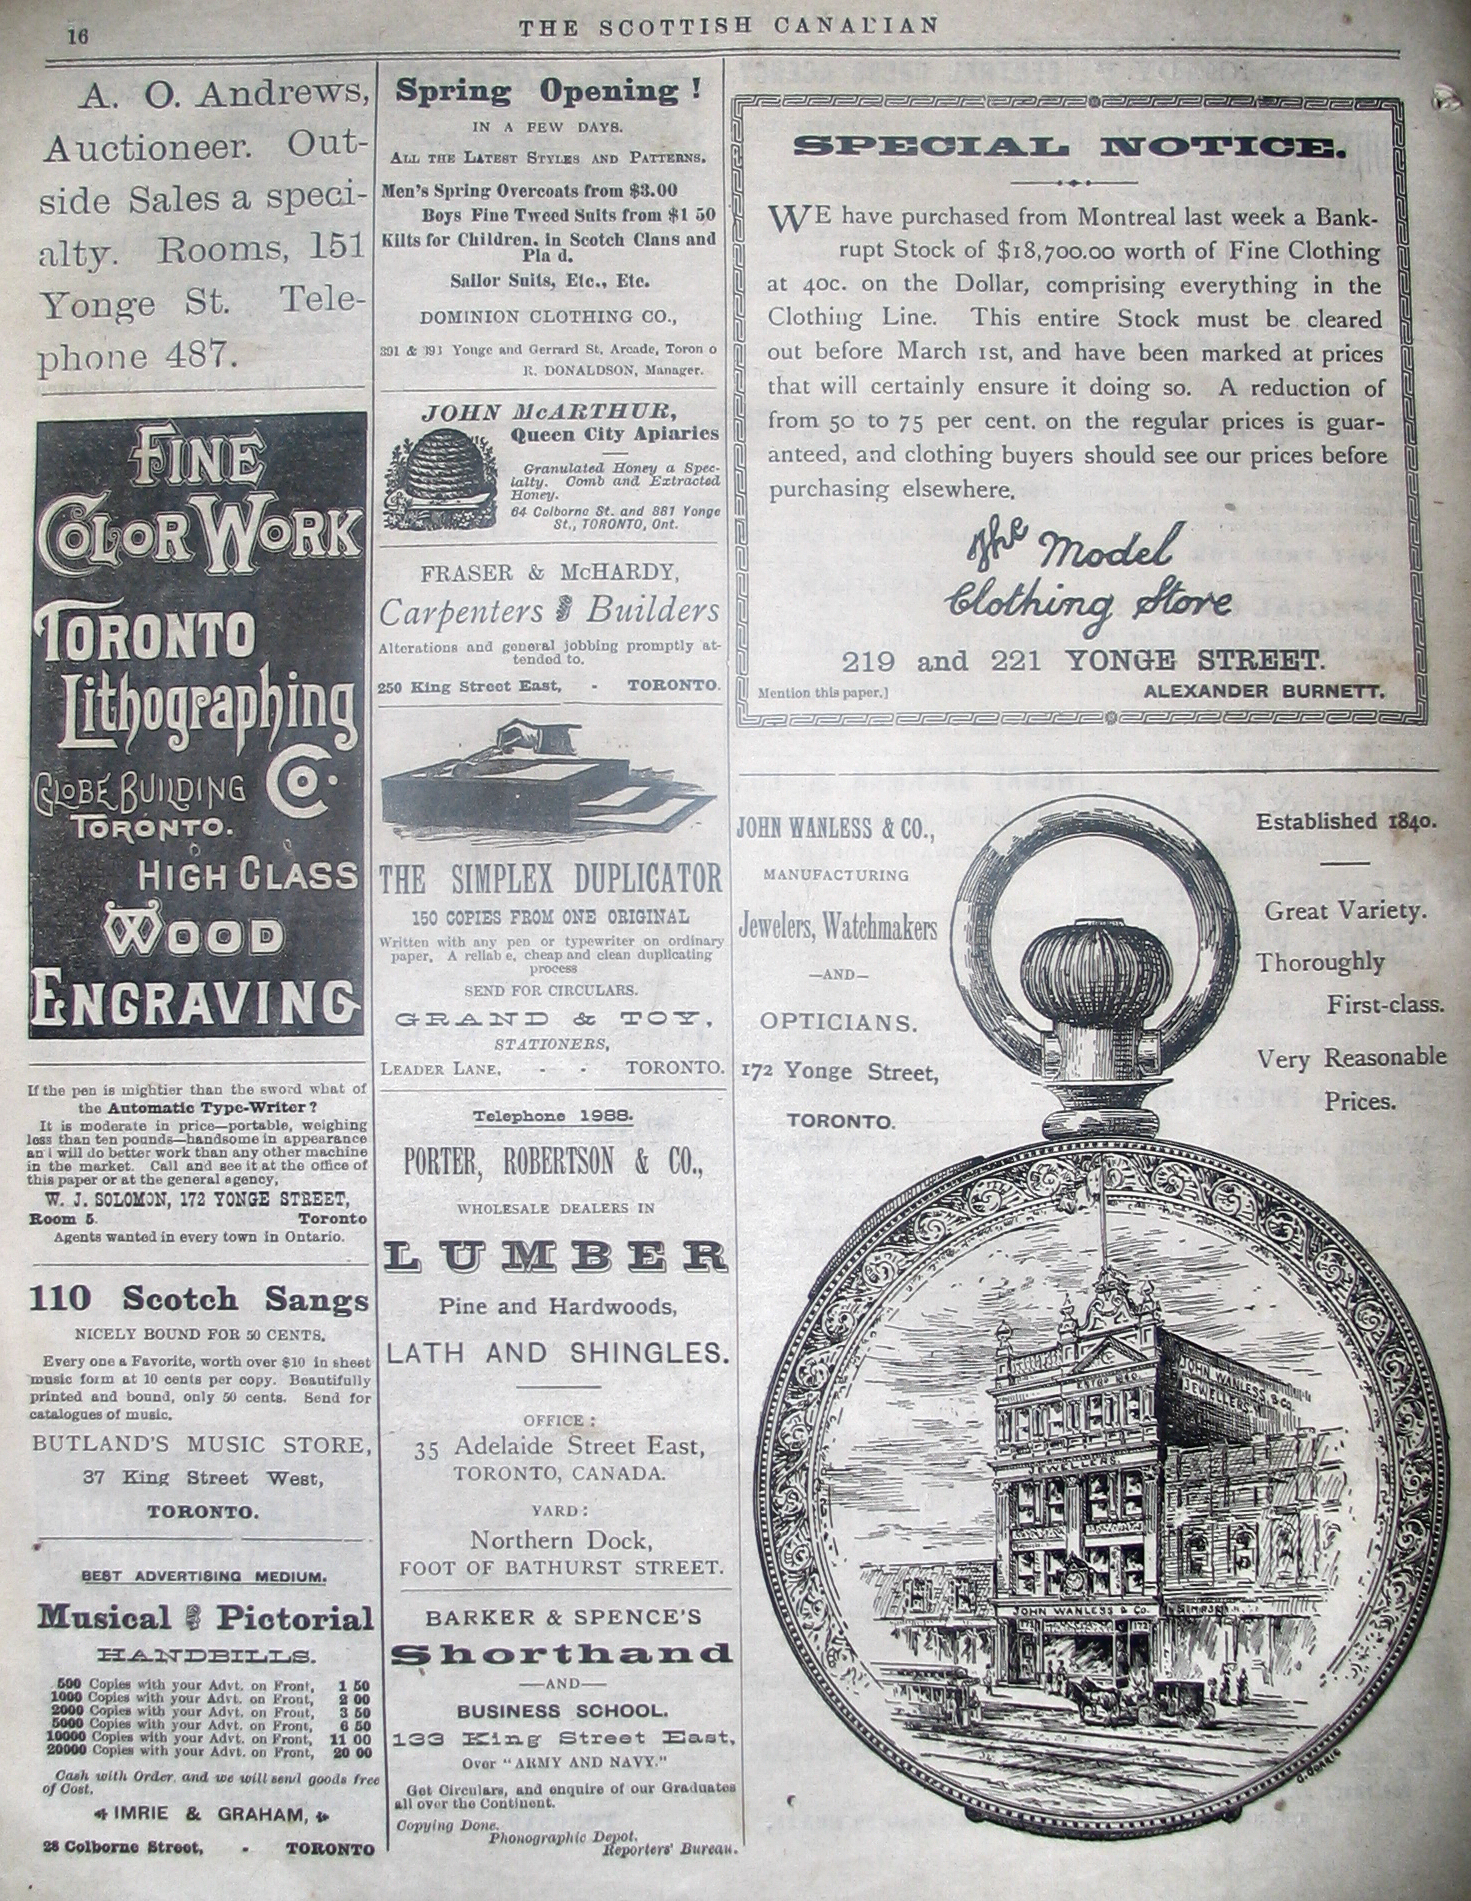 16
THE SCOTTISH CANADIAN
A. O. Andrews,
Auctioneer. Out-
side Sales a speci-
alty. Rooms, 151
Yonge St. Tele-
phone 487.
FINE
COLOR WORK
TORONTO
Lithographing
GLOBE BUILDING Co.
TORONTO.
HIGH CLASS
WOOD
ENGRAVING
If the pen is mightier than the sword what of
the Automatic Type-Writer?
It is moderate in price—portable, weighing
less than ten pounds—handsome in appearance
an l will do better work than any other machine
in the market. Call and see it at the office of
this paper or at the general agency,
W. J. SOLOMON, 172 YONGE STREET,
Room 5. Toronto
Agents wanted in every town in Ontario.
110 Scotch Sangs
NICELY BOUND FOR 50 CENTS.
Every one a Favorite, worth over $10 in sheet
music form at 10 cents per copy. Beautifully
printed and bound, only 50 cents. Send for
catalogues of music.
BUTLAND'S MUSIC STORE,
37 King Street West,
TORONTO.
BEST ADVERTISING MEDIUM.
Musical & Pictorial
HANDBILLS.
500 Copies with your Advt. on Front, 1 50
1000 Copies with your Advt. on Front, 2 00
2000 Copies with your Advt. on Front, 3 50
5000 Copies with your Advt. on Front, 6 50
10000 Copies with your Advt. on Front, 11 00
20000 Copies with your Advt. on Front, 20 00
Cash with Order, and we will send goods free
of Cost.
IMRIE & GRAHAM,
28 Colborne Street, - TORONTO
Spring Opening!
IN A FEW DAYS.
ALL THE LATEST STYLES AND PATTERNS.
Men's Spring Overcoats from $3.00
Boys Fine Tweed Suits from $1 50
Kilts for Children, in Scotch Clans and
Pla d.
Sailor Suits, Etc., Etc.
DOMINION CLOTHING CO.,
391 & 393 Yonge and Gerrard St. Arcade, Toron o
R. DONALDSON, Manager.
JOHN McARTHUR,
Queen City Apiaries
Granulated Honey a Spec-
ialty. Comb and Extracted
Honey.
64 Colborne St. and 881 Yonge
St., TORONTO, Ont.
FRASER & McHARDY,
Carpenters & Builders
Alterations and general jobbing promptly at-
tended to.
250 King Street East, - TORONTO.
THE SIMPLEX DUPLICATOR
150 COPIES FROM ONE ORIGINAL
Written with any pen or typewriter on ordinary
paper. A reliab e, cheap and clean duplicating
process
SEND FOR CIRCULARS.
GRAND & TOY,
STATIONERS,
LEADER LANE, - - TORONTO.
Telephone 1988.
PORTER, ROBERTSON & CO.,
WHOLESALE DEALERS IN
LUMBER
Pine and Hardwoods,
LATH AND SHINGLES.
OFFICE:
35 Adelaide Street East,
TORONTO, CANADA.
YARD:
Northern Dock,
FOOT OF BATHURST STREET.
BARKER & SPENCE'S
Shorthand
—AND—
BUSINESS SCHOOL.
133 King Street East,
Over "ARMY AND NAVY."
Get Circulars, and enquire of our Graduates
all over the Continent.
Copying Done.
Phonographic Depot.
Reporters' Bureau.
SPECIAL NOTICE.
WE have purchased from Montreal last week a Bank-
rupt Stock of $18,700.00 worth of Fine Clothing
at 40c. on the Dollar, comprising everything in the
Clothing Line. This entire Stock must be cleared
out before March 1st, and have been marked at prices
that will certainly ensure it doing so. A reduction of
from 50 to 75 per cent. on the regular prices is guar-
anteed, and clothing buyers should see our prices before
purchasing elsewhere.
The Model
Clothing Store
219 and 221 YONGE STREET.
Mention this paper.] ALEXANDER BURNETT.
JOHN WANLESS & CO.,
MANUFACTURING
Jewelers, Watchmakers
—AND—
OPTICIANS.
172 Yonge Street,
TORONTO.
Established 1840.
Great Variety.
Thoroughly
First-class.
Very Reasonable
Prices.
JOHN WANLESS & CO.
JEWELLERS
ESTBD 1840
JEWELLERS
JOHN WANLESS & CO.
SIMPSON